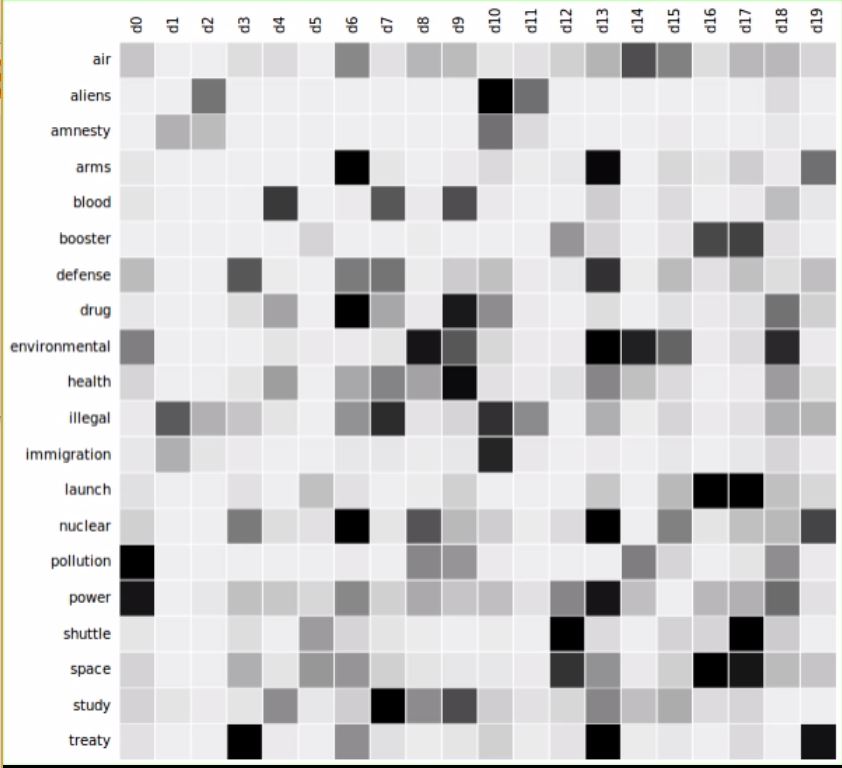 d0 d1 d2 d3 d4 d5 d6 d7 d8 d9 d10 d11 d12 d13 d14 d15 d16 d17 d18 d19
air
aliens
amnesty
arms
blood
booster
defense
drug
environmental
health
illegal
immigration
launch
nuclear
pollution
power
shuttle
space
study
treaty